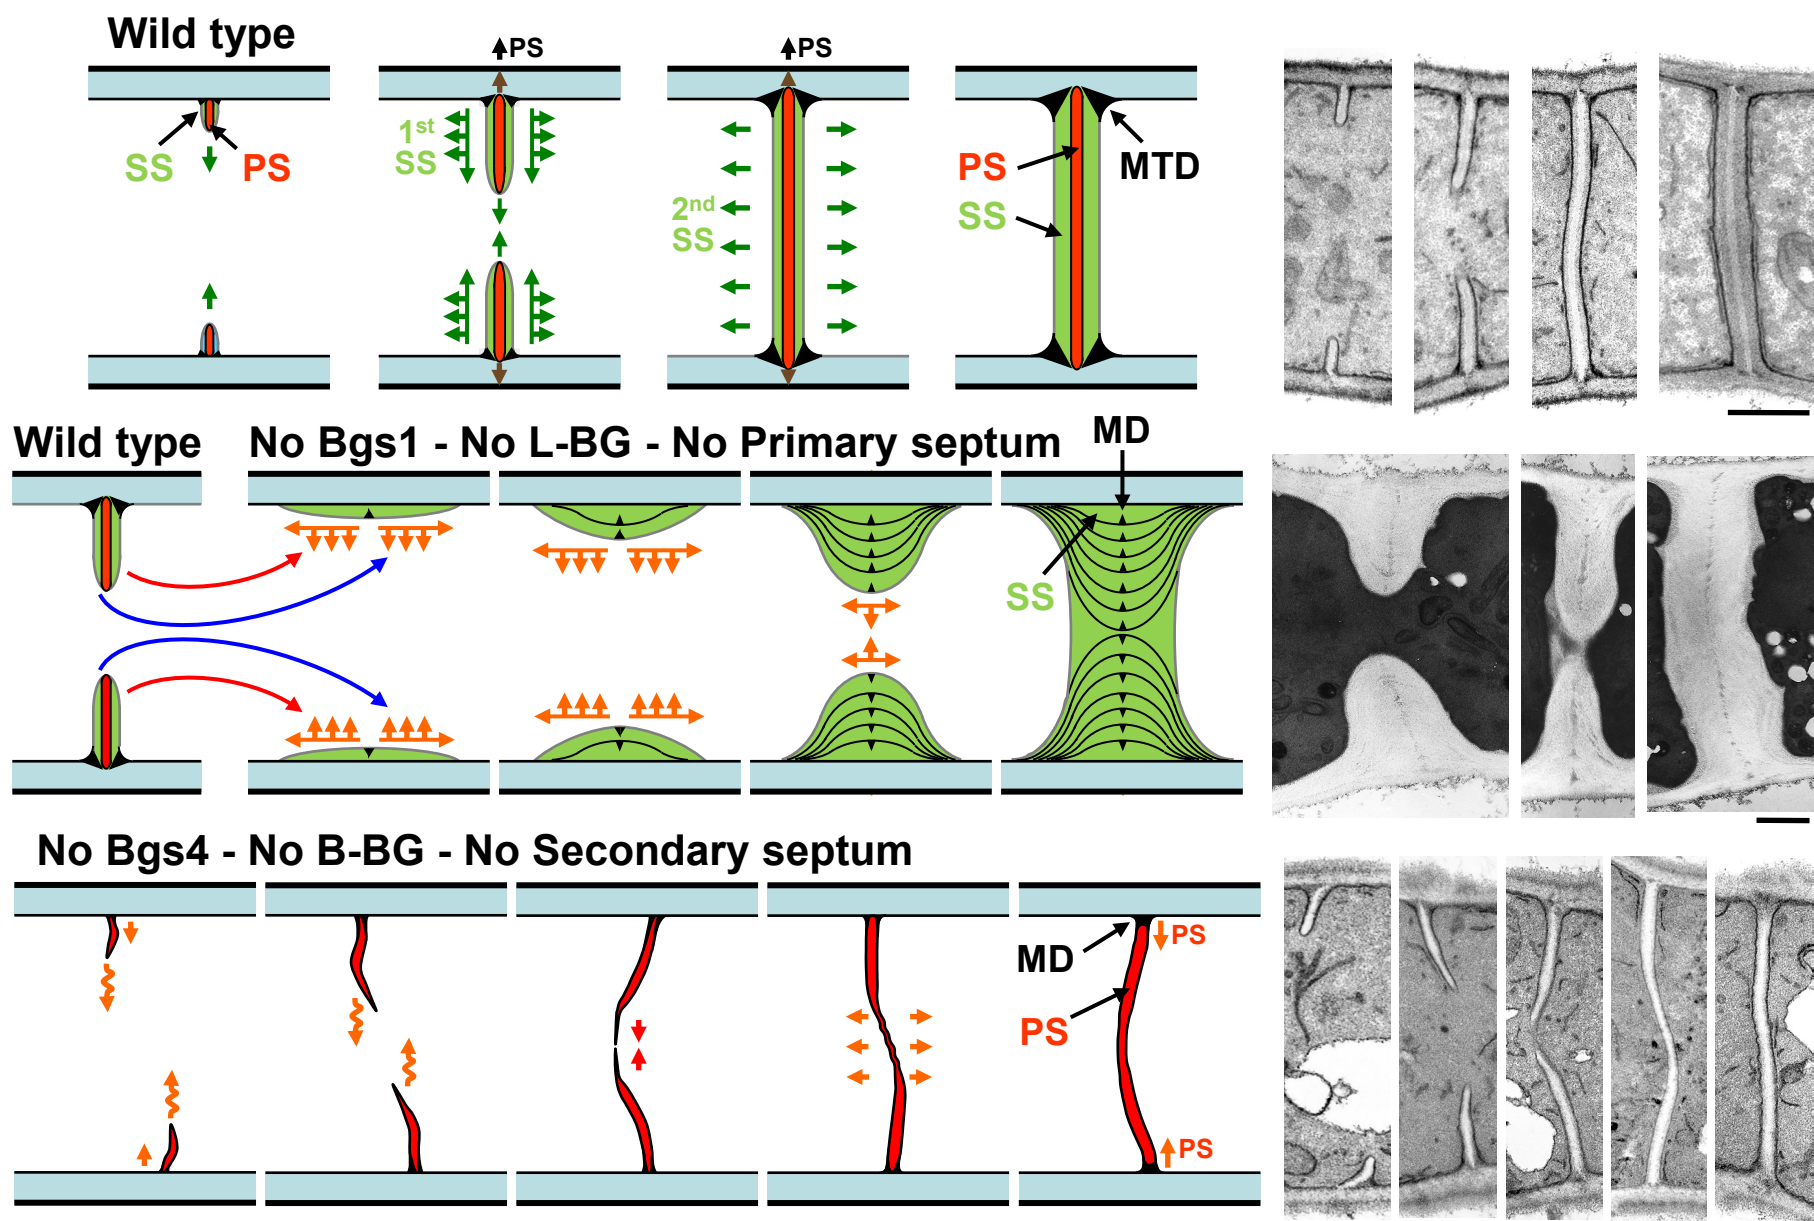 Wild type
PS
PS
SS
PS
1st
SS
2nd
SS
PS
SS
MTD
Wild type
No Bgs1 - No L-BG - No Primary septum
MD
SS
No Bgs4 - No B-BG - No Secondary septum
MD
PS
PS
PS